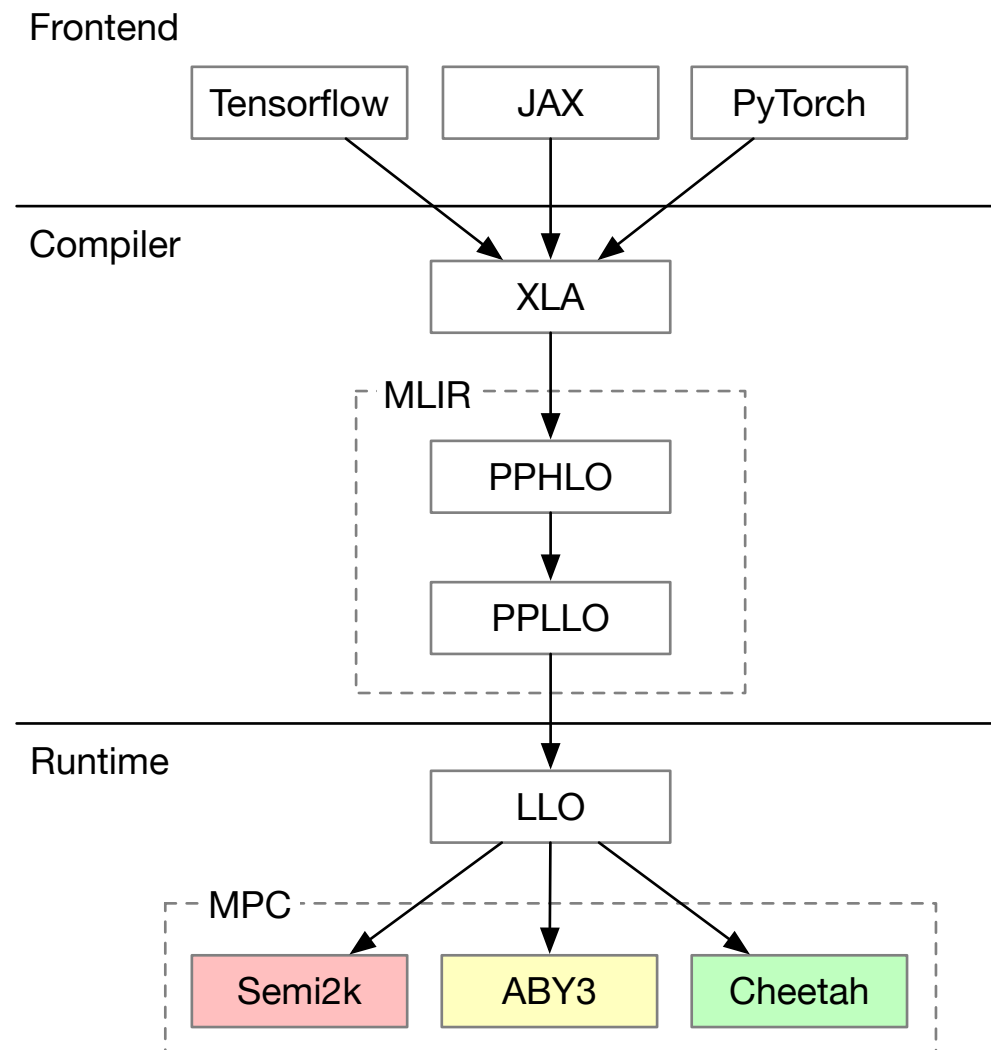 Frontend
Tensorflow
JAX
PyTorch
Compiler
XLA
MLIR
PPHLO
PPLLO
Runtime
LLO
MPC
Semi2k
ABY3
Cheetah